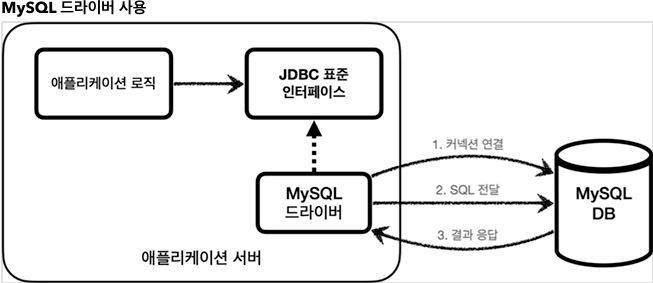 MySQL 드라이버 사용
애플리케이션 로직
JDBC 표준
인터페이스
1. 커넥션 연결
MySQL
드라이버
2. SQL 전달
MySQL
DB
3. 결과 응답
애플리케이션 서버